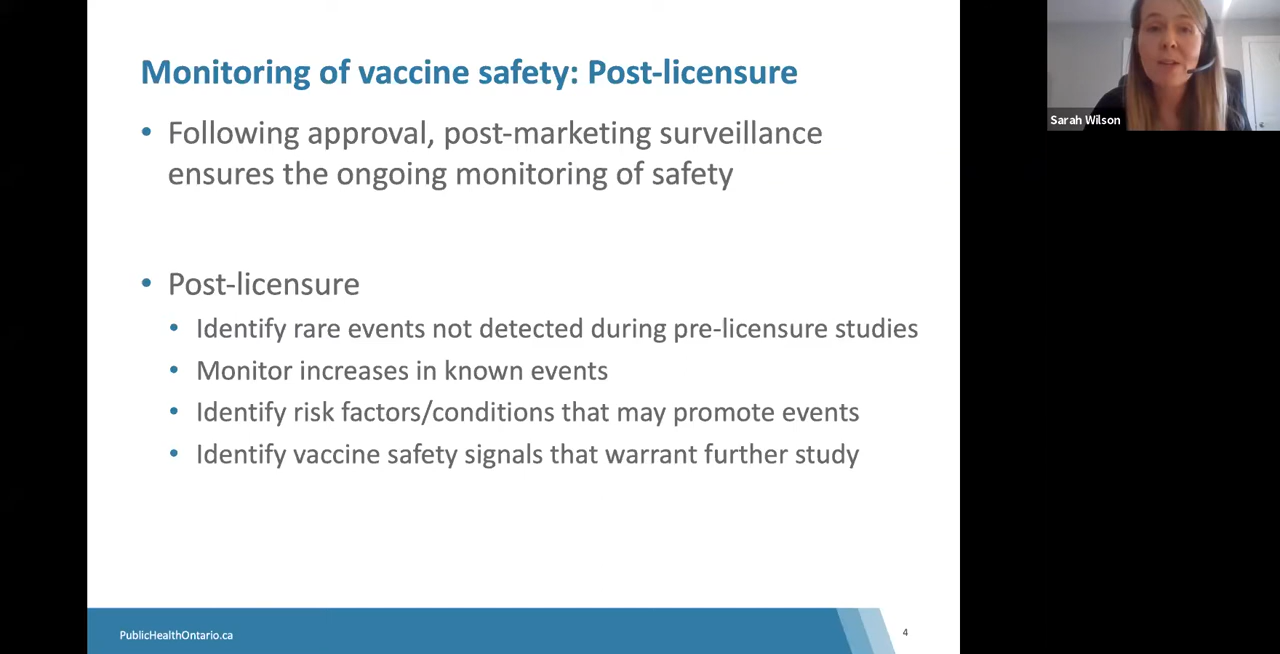 Monitoring of vaccine safety: Post-licensure
• Following approval, post-marketing surveillance
ensures the ongoing monitoring of safety
• Post-licensure
• Identify rare events not detected during pre-licensure studies
• Monitor increases in known events
• Identify risk factors/conditions that may promote events
• Identify vaccine safety signals that warrant further study
PublicHealthOntario.ca
4
Sarah Wilson